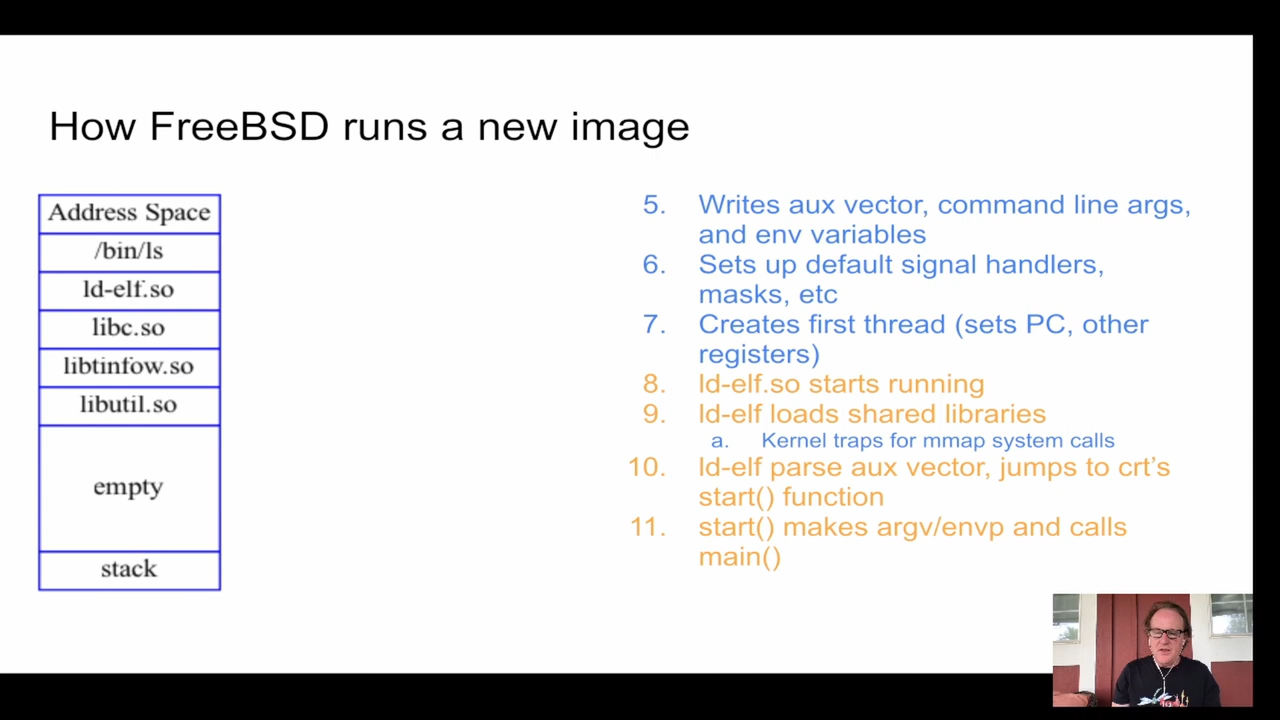 How FreeBSD runs a new image
Address Space
/bin/ls
ld-elf.so
libc.so
libtinfow.so
libutil.so
empty
stack
5. Writes aux vector, command line args,
and env variables
6. Sets up default signal handlers,
masks, etc
7. Creates first thread (sets PC, other
registers)
8. ld-elf.so starts running
9. ld-elf loads shared libraries
a. Kernel traps for mmap system calls
10. ld-elf parse aux vector, jumps to crt’s
start() function
11. start() makes argv/envp and calls
main()